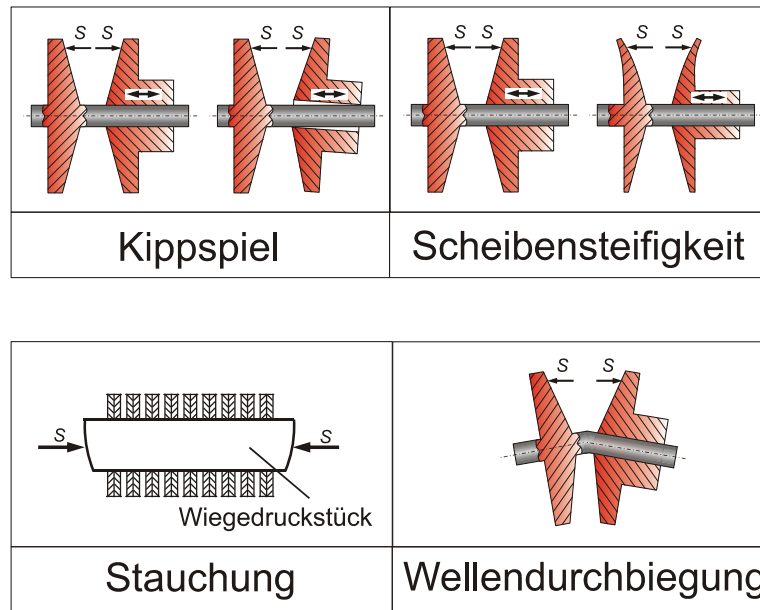 S S S S S S S S
Kippspiel Scheibensteifigkeit
S S
S S
Wiegedruckstück
Stauchung Wellendurchbiegung